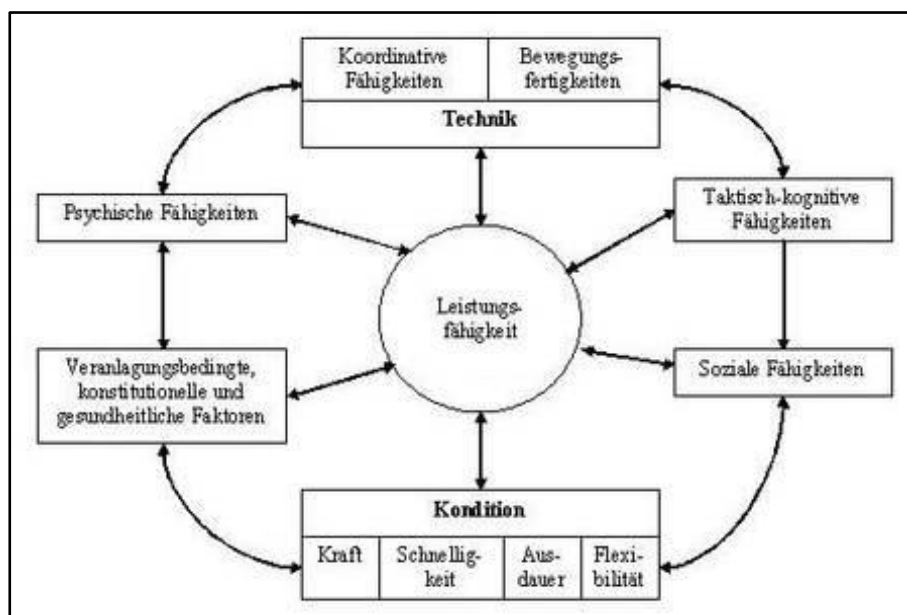 Koordinative
Fähigkeiten
Bewegungs-
fertigkeiten
Technik
Psychische Fähigkeiten
Taktisch-kognitive
Fähigkeiten
Leistungs-
fähigkeit
Veranlagungsbedingte,
konstitutionelle und
gesundheitliche Faktoren
Soziale Fähigkeiten
Kondition
Kraft
Schnellig-
keit
Aus-
dauer
Flexi-
bilität